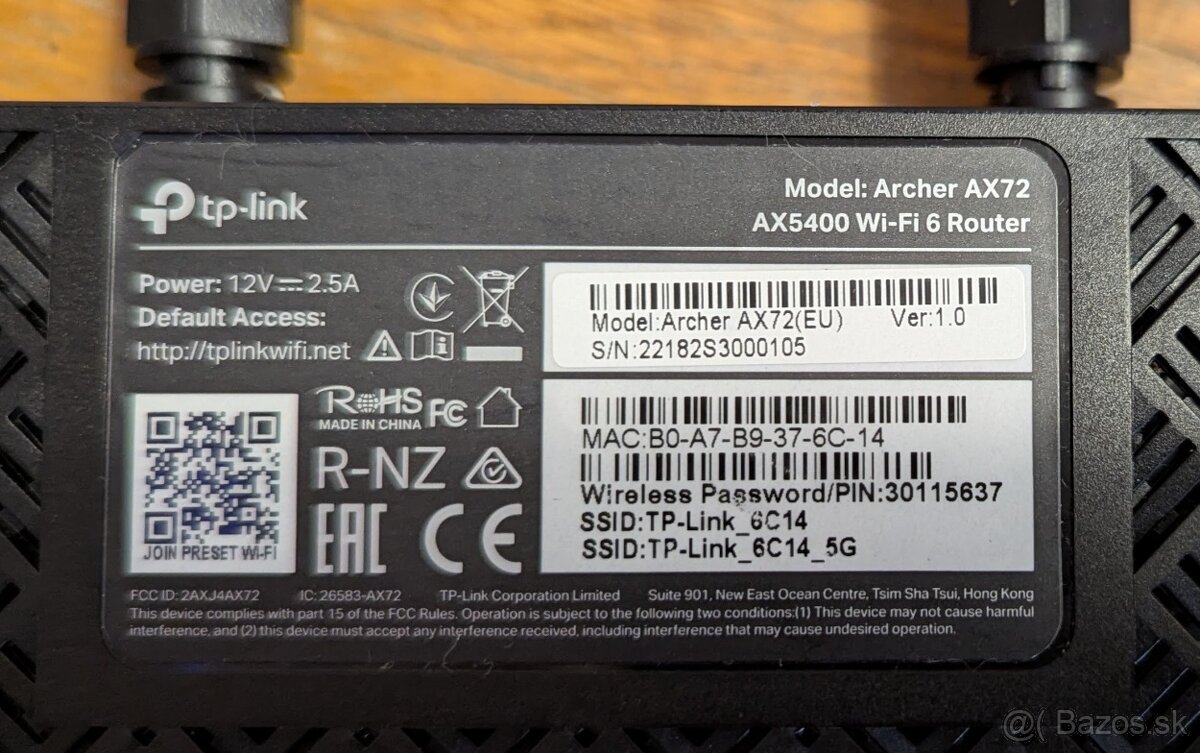 tp-link
Model: Archer AX72
AX5400 Wi-Fi 6 Router
Power: 12V⎓2.5A
Default Access:
http://tplinkwifi.net
Model:Archer AX72(EU) Ver:1.0
S/N:22182S3000105
RoHS
MADE IN CHINA
FC
R-NZ
EAC
CE
JOIN PRESET WI-FI
MAC:B0-A7-B9-37-6C-14
Wireless Password/PIN:30115637
SSID:TP-Link_6C14
SSID:TP-Link_6C14_5G
FCC ID: 2AXJ4AX72 IC: 26583-AX72 TP-Link Corporation Limited Suite 901, New East Ocean Centre, Tsim Sha Tsui, Hong Kong
This device complies with part 15 of the FCC Rules. Operation is subject to the following two conditions:(1) This device may not cause harmful
interference, and (2) this device must accept any interference received, including interference that may cause undesired operation.
@( Bazos.sk